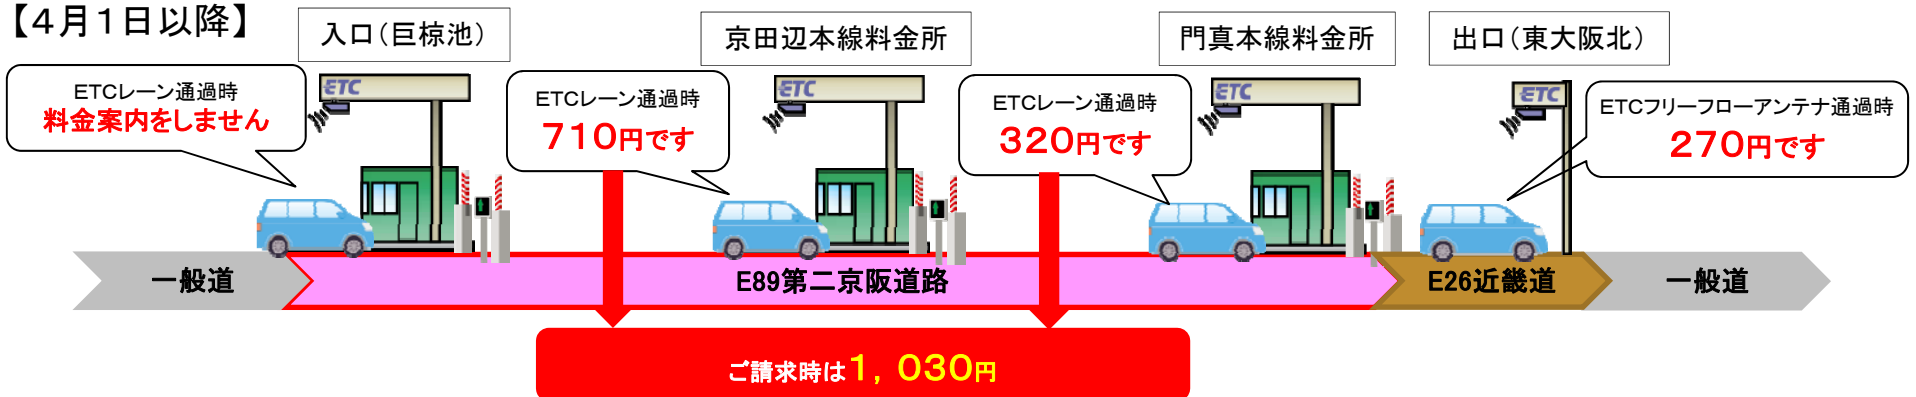 【4月1日以降】
入口(巨椋池)
京田辺本線料金所
門真本線料金所
出口(東大阪北)
ETCレーン通過時
料金案内をしません
ETC
ETCレーン通過時
710円です
ETC
ETCレーン通過時
320円です
ETC
ETC
ETCフリーフローアンテナ通過時
270円です
一般道
E89第二京阪道路
E26近畿道
一般道
ご請求時は1,030円